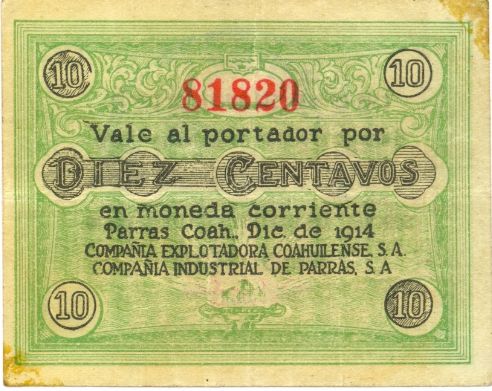 10 10
81820
Vale al portador por
DIEZ CENTAVOS
en moneda corriente
Parras Coah., Dic. de 1914
COMPAÑIA EXPLOTADORA COAHUILENSE, S.A.
COMPAÑIA INDUSTRIAL DE PARRAS, S.A
10 10